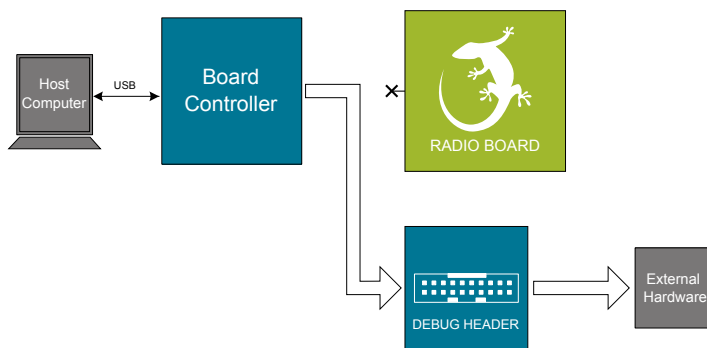 Host
Computer
USB
Board
Controller
RADIO BOARD
DEBUG HEADER
External
Hardware